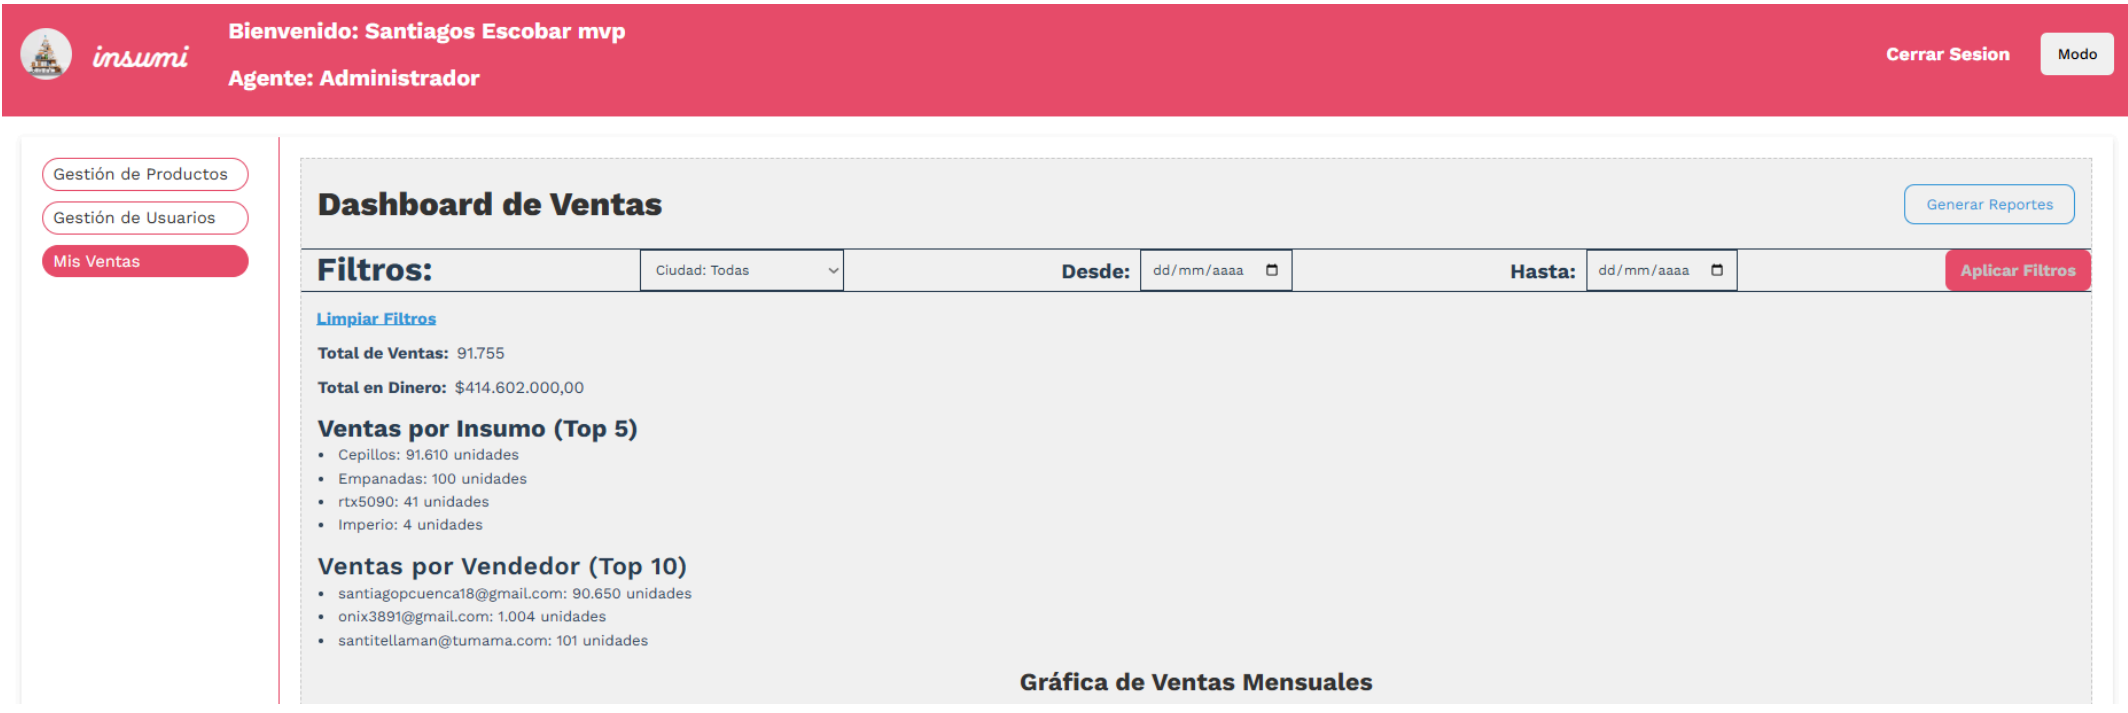 insumi
Bienvenido: Santiagos Escobar mvp
Agente: Administrador
Cerrar Sesion
Modo
Gestión de Productos
Gestión de Usuarios
Mis Ventas
Dashboard de Ventas
Generar Reportes
Filtros:
Ciudad: Todas
Desde:
dd/mm/aaaa
Hasta:
dd/mm/aaaa
Aplicar Filtros
Limpiar Filtros
Total de Ventas: 91.755
Total en Dinero: $414.602.000,00
Ventas por Insumo (Top 5)
• Cepillos: 91.610 unidades
• Empanadas: 100 unidades
• rtx5090: 41 unidades
• Imperio: 4 unidades
Ventas por Vendedor (Top 10)
• santiagopcuenca18@gmail.com: 90.650 unidades
• onix3891@gmail.com: 1.004 unidades
• santitellaman@tumama.com: 101 unidades
Gráfica de Ventas Mensuales